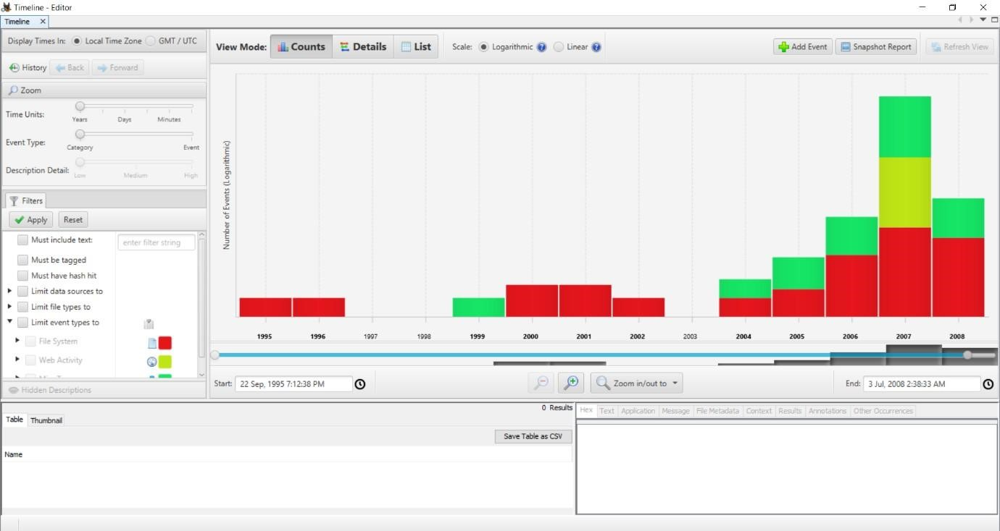 Timeline - Editor
Timeline
Display Times In: Local Time Zone GMT / UTC
History Back Forward
Zoom
Time Units:
Years Days Minutes
Event Type:
Category Event
Description Detail:
Low Medium High
Filters
Apply Reset
Must include text: enter filter string
Must be tagged
Must have hash hit
Limit data sources to
Limit file types to
Limit event types to
File System
Web Activity
Hidden Descriptions
View Mode: Counts Details List Scale: Logarithmic Linear Add Event Snapshot Report Refresh View
Number of Events (Logarithmic)
1995 1996 1997 1998 1999 2000 2001 2002 2003 2004 2005 2006 2007 2008
Start: 22 Sep, 1995 7:12:38 PM Zoom in/out to End: 3 Jul, 2008 2:38:33 AM
0 Results
Table Thumbnail
Save Table as CSV
Name
Hex Text Application Message File Metadata Context Results Annotations Other Occurrences